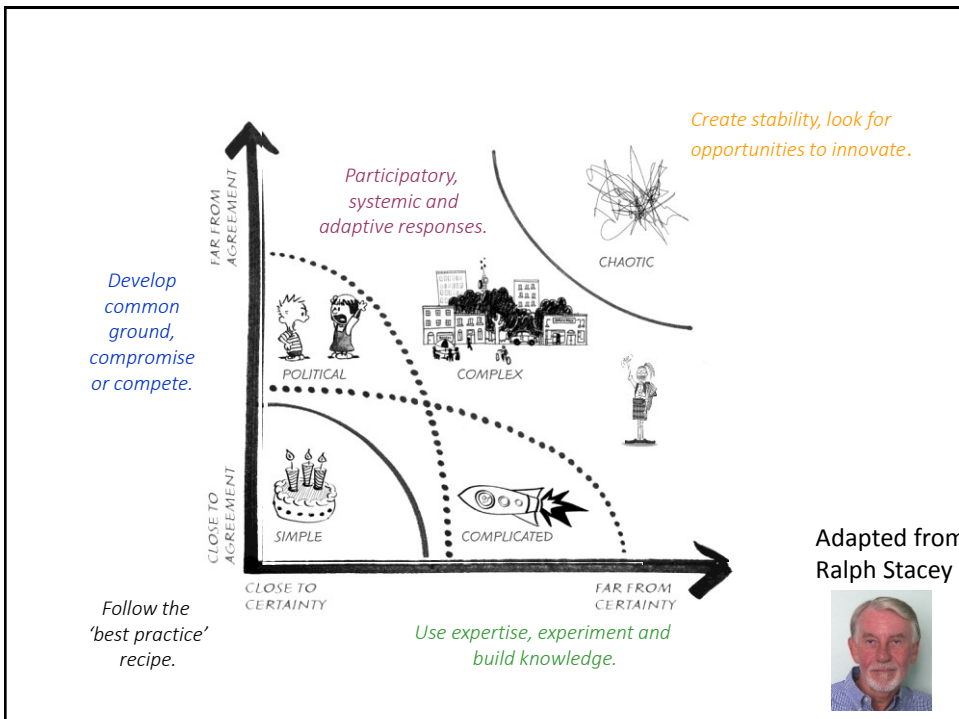 Create stability, look for
opportunities to innovate.
Participatory,
systemic and
adaptive responses.
FAR FROM
AGREEMENT
CHAOTIC
Develop
common
ground,
compromise
or compete.
POLITICAL
COMPLEX
CLOSE TO
AGREEMENT
SIMPLE
COMPLICATED
Adapted from
Ralph Stacey
CLOSE TO
CERTAINTY
FAR FROM
CERTAINTY
Follow the
‘best practice’
recipe.
Use expertise, experiment and
build knowledge.